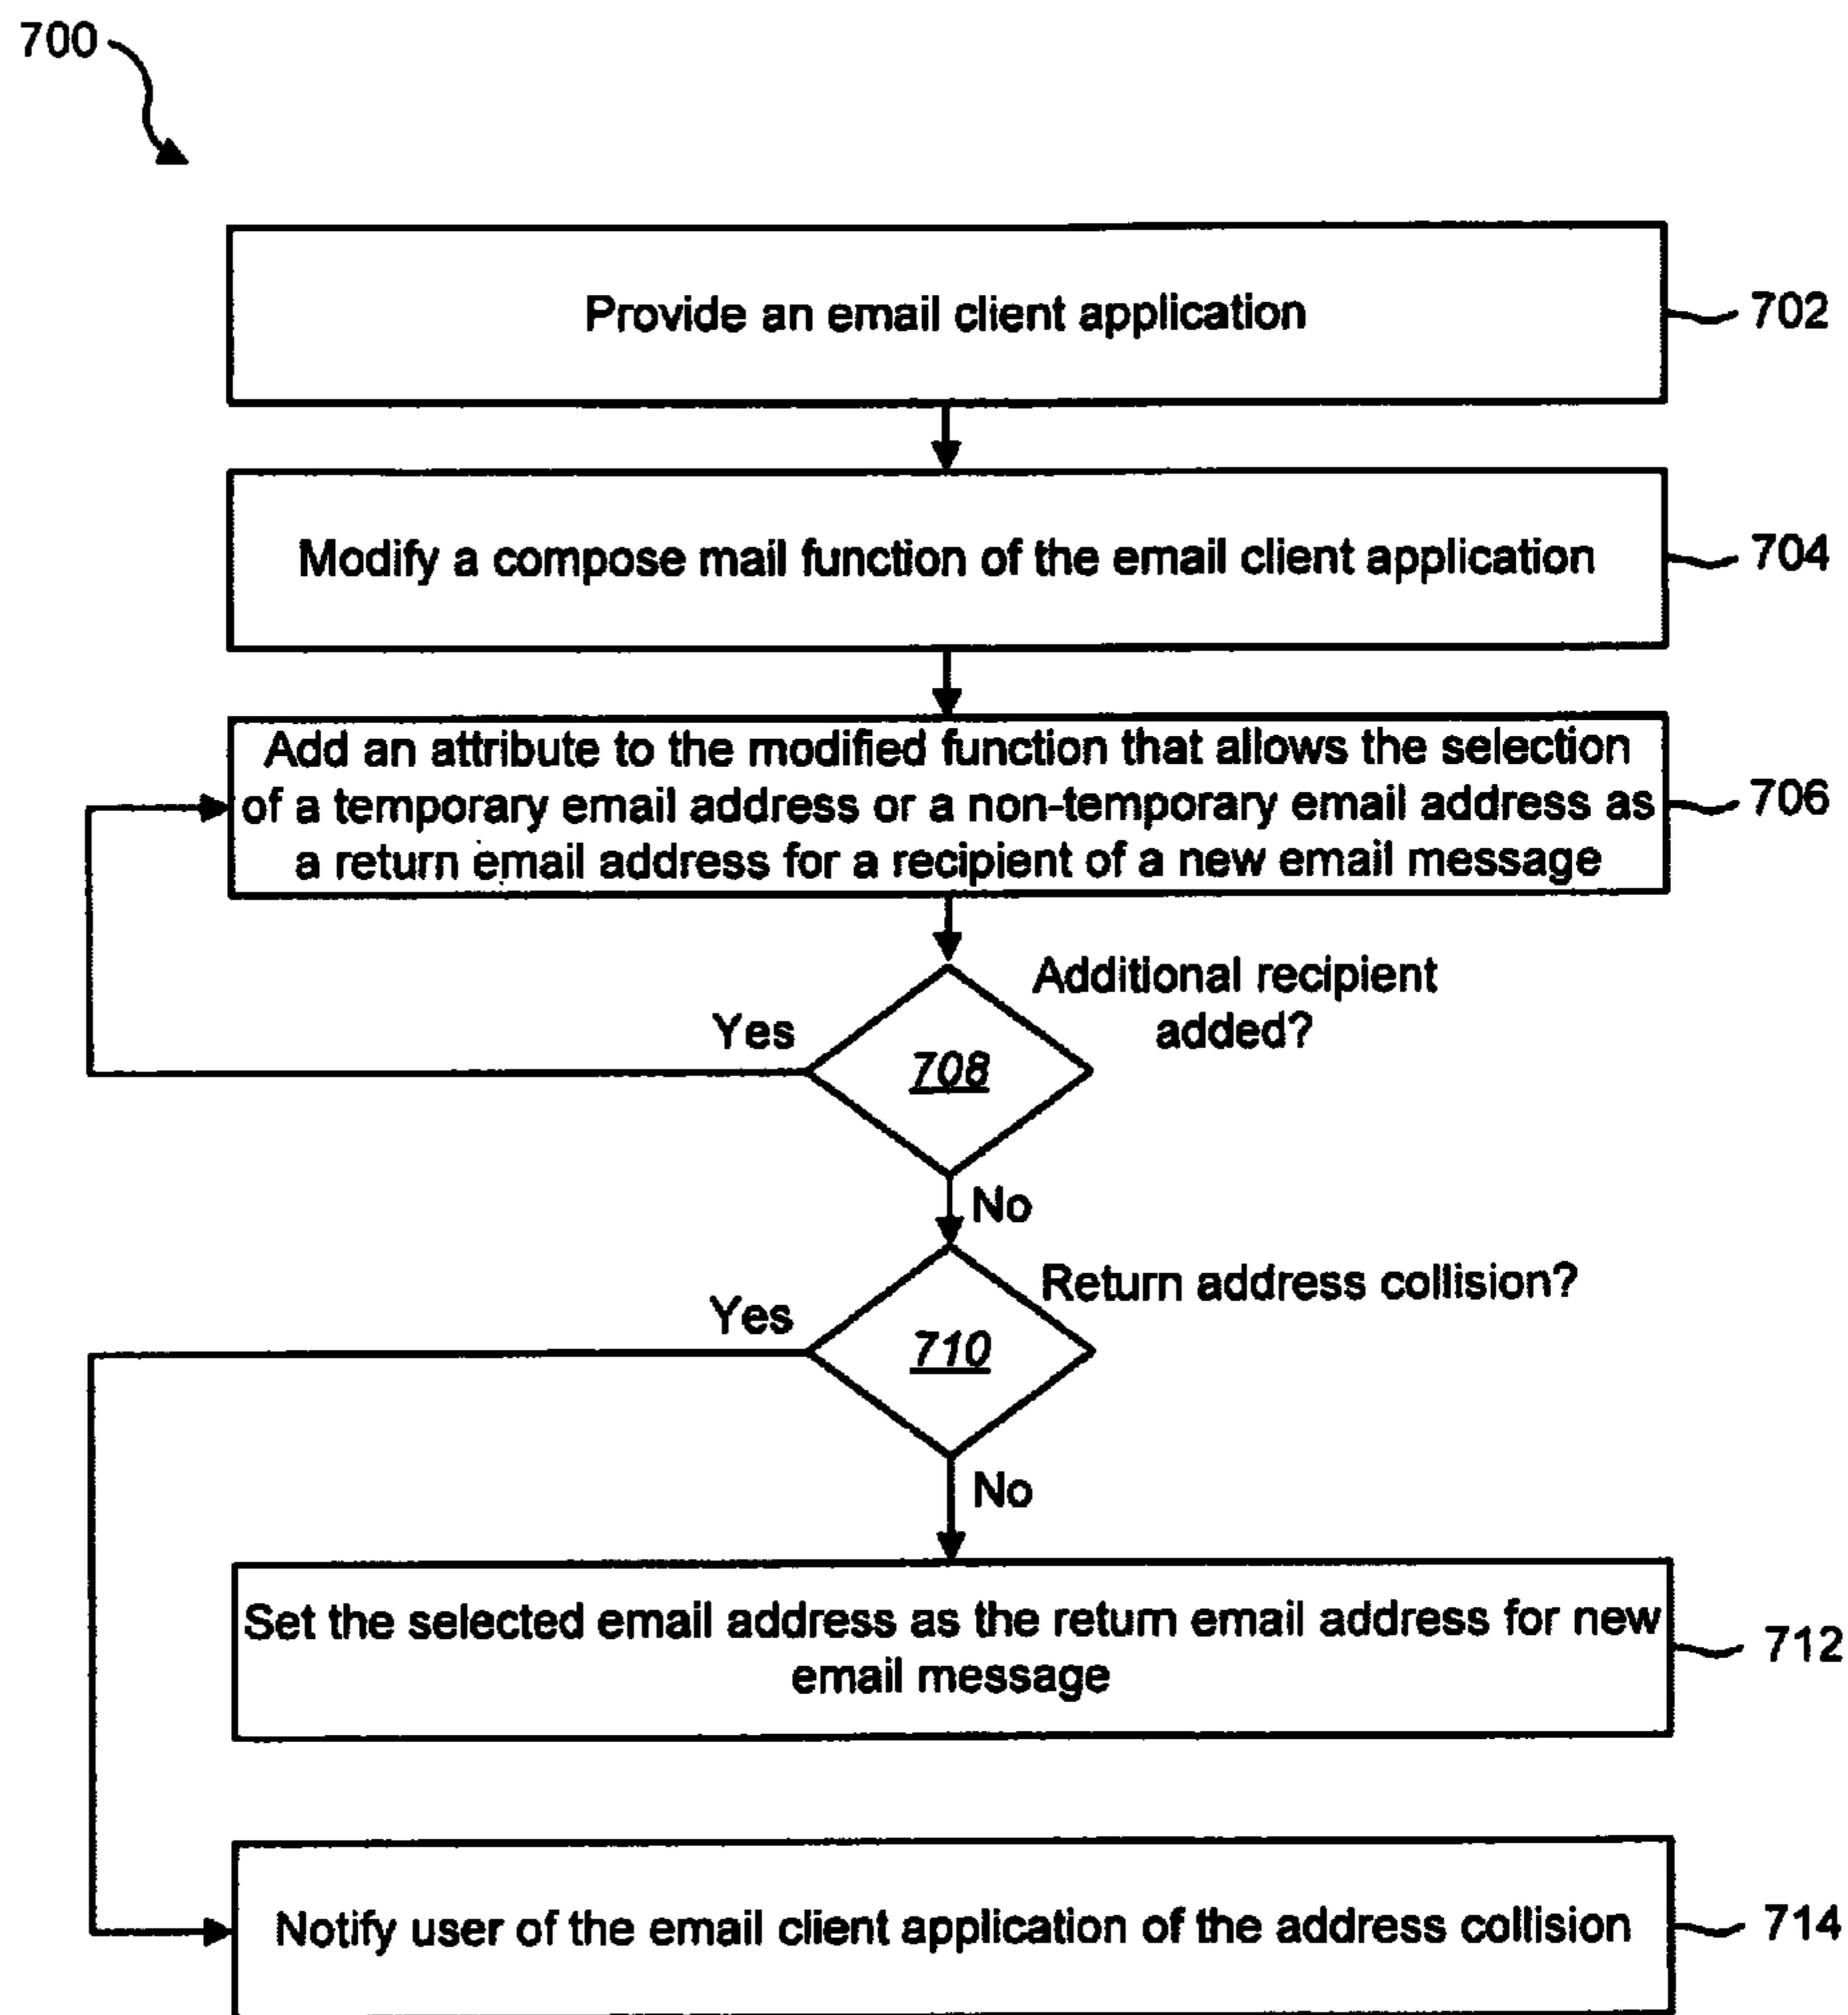 700
Provide an email client application
702
Modify a compose mail function of the email client application
704
Add an attribute to the modified function that allows the selection
of a temporary email address or a non-temporary email address as
a return email address for a recipient of a new email message
706
Additional recipient
added?
Yes
708
No
Return address collision?
Yes
710
No
Set the selected email address as the return email address for new
email message
712
Notify user of the email client application of the address collision
714